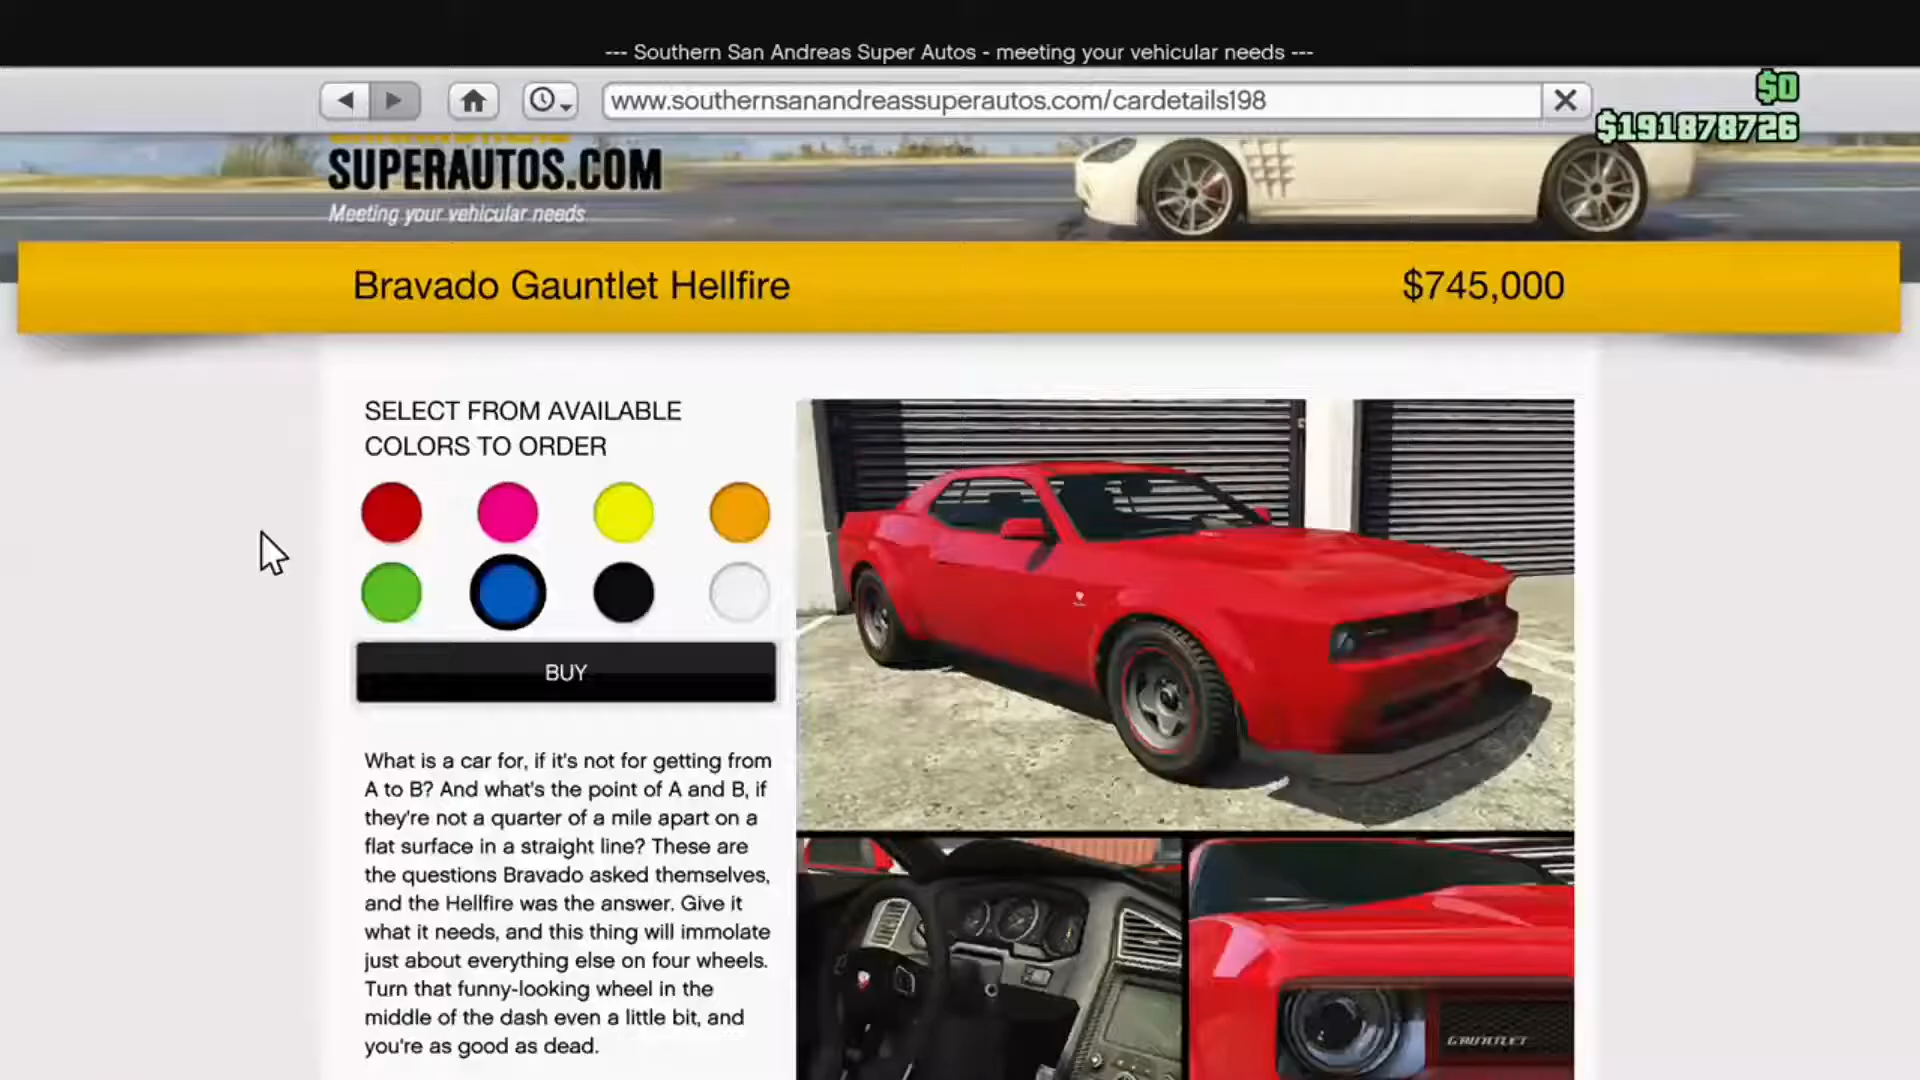 --- Southern San Andreas Super Autos - meeting your vehicular needs ---
www.southernsanandreassuperautos.com/cardetails198
$0
$191878726
SUPERAUTOS.COM
Meeting your vehicular needs
Bravado Gauntlet Hellfire
$745,000
SELECT FROM AVAILABLE
COLORS TO ORDER
BUY
What is a car for, if it's not for getting from
A to B? And what's the point of A and B, if
they're not a quarter of a mile apart on a
flat surface in a straight line? These are
the questions Bravado asked themselves,
and the Hellfire was the answer. Give it
what it needs, and this thing will immolate
just about everything else on four wheels.
Turn that funny-looking wheel in the
middle of the dash even a little bit, and
you're as good as dead.
GAUNTLET